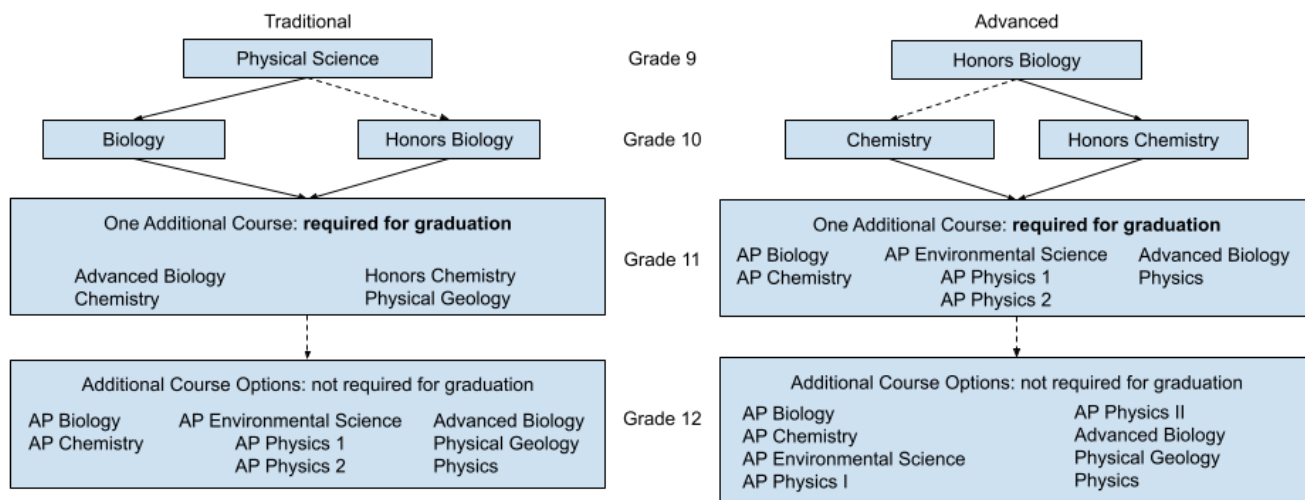 Traditional
Advanced
Physical Science
Grade 9
Honors Biology
Biology
Honors Biology
Grade 10
Chemistry
Honors Chemistry
One Additional Course: required for graduation
Advanced Biology
Chemistry
Honors Chemistry
Physical Geology
Grade 11
One Additional Course: required for graduation
AP Biology
AP Chemistry
AP Environmental Science
AP Physics 1
AP Physics 2
Advanced Biology
Physics
Additional Course Options: not required for graduation
AP Biology
AP Chemistry
AP Environmental Science
AP Physics 1
AP Physics 2
Advanced Biology
Physical Geology
Physics
Grade 12
Additional Course Options: not required for graduation
AP Biology
AP Chemistry
AP Environmental Science
AP Physics I
AP Physics II
Advanced Biology
Physical Geology
Physics